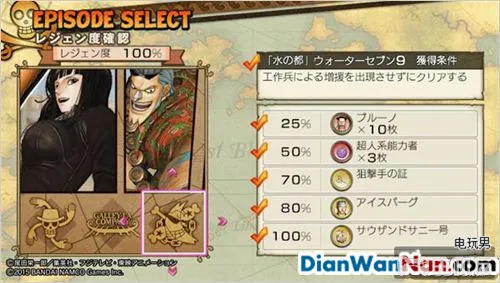 EPISODE SELECT
レジェンド度確認
レジェンド度 100%
「水の都」ウォーターセブン9 獲得条件
工作兵による増援を出現させずにクリアする
25% ブルーノ
×10枚
50% 超人系能力者
×3枚
70% 狙撃手の証
80% アイスバーグ
100% サウザンドサニー号
GALLEY-LA
COMPANY
©尾田栄一郎/集英社・フジテレビ・東映アニメーション
©2015 BANDAI NAMCO Games Inc.
电玩男
DianWanNan.com